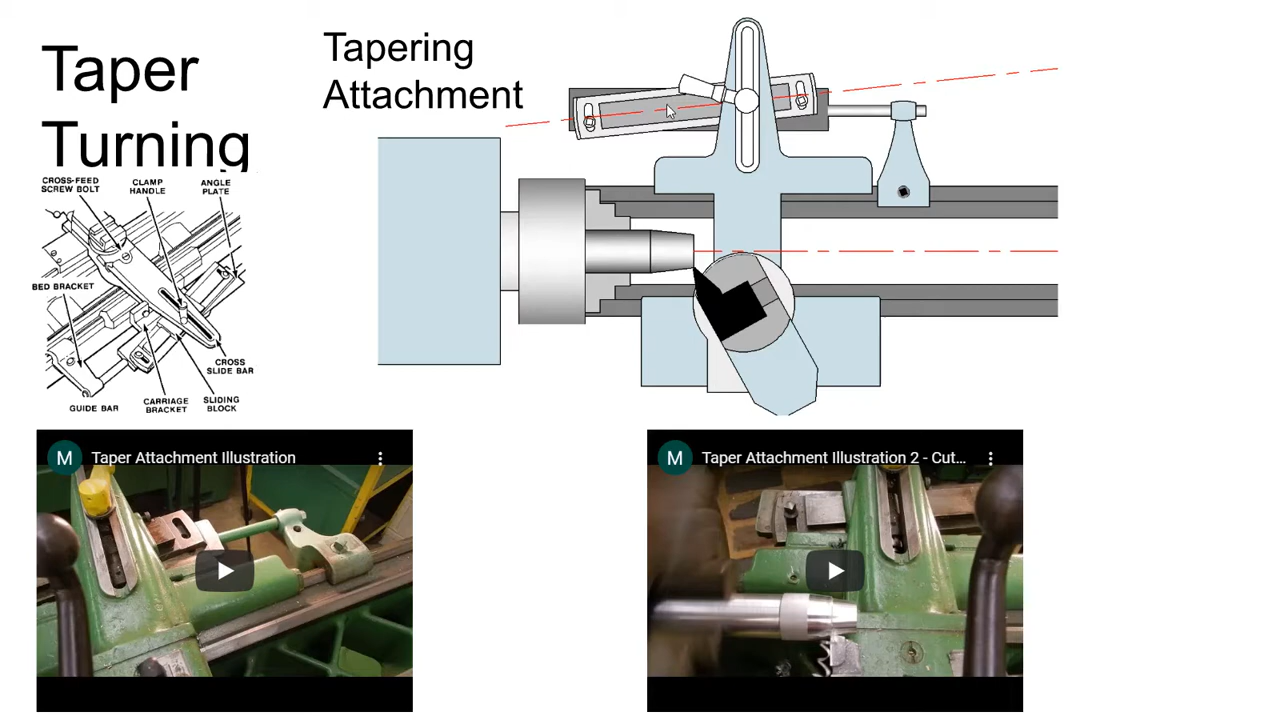 Taper
Turning
Tapering
Attachment
CROSS-FEED
SCREW BOLT
CLAMP
HANDLE
ANGLE
PLATE
BED BRACKET
CROSS
SLIDE BAR
GUIDE BAR
CARRIAGE
BRACKET
SLIDING
BLOCK
M Taper Attachment Illustration
M Taper Attachment Illustration 2 - Cut...